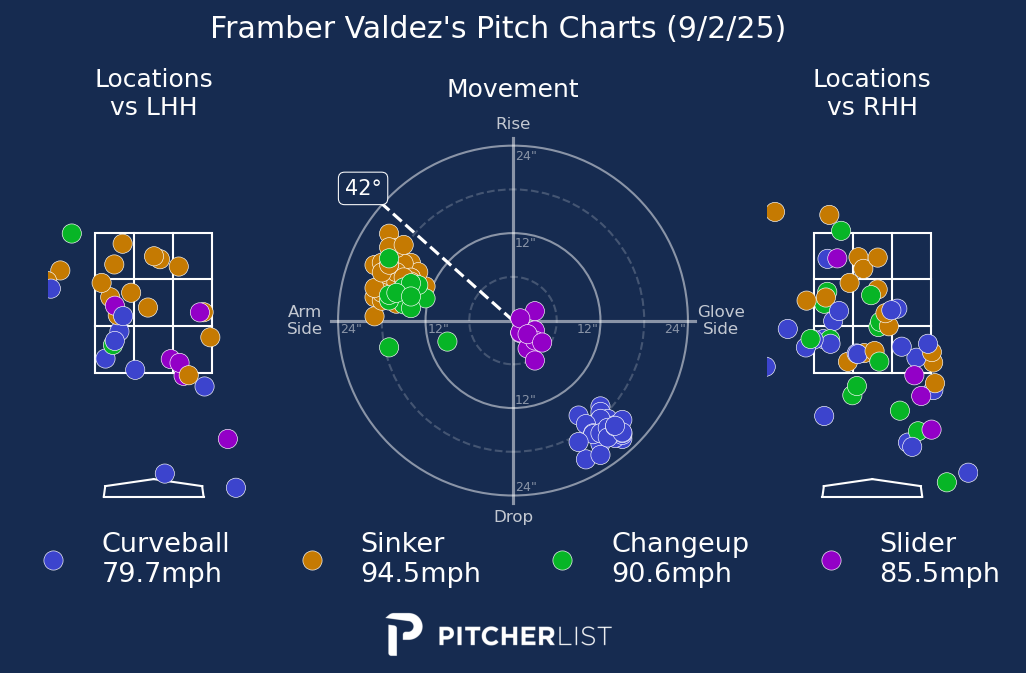 Framber Valdez's Pitch Charts (9/2/25)
Locations
vs LHH
Movement
Locations
vs RHH
Rise
24"
42°
12"
Arm
Side
24"
12"
12"
24"
Glove
Side
12"
24"
Drop
Curveball
79.7mph
Sinker
94.5mph
Changeup
90.6mph
Slider
85.5mph
PITCHERLIST